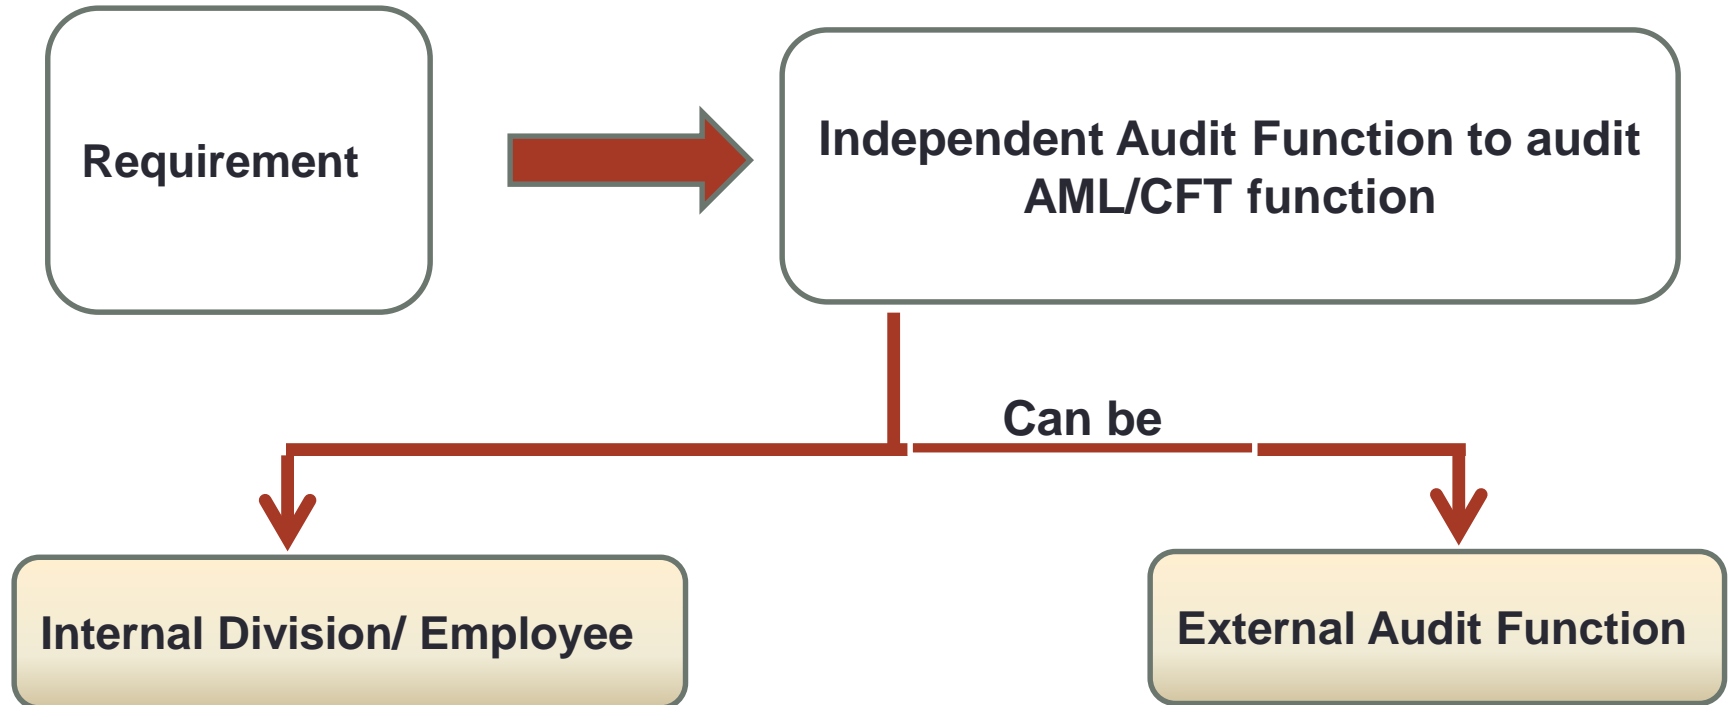 Requirement
Independent Audit Function to audit
AML/CFT function
Can be
Internal Division/ Employee
External Audit Function